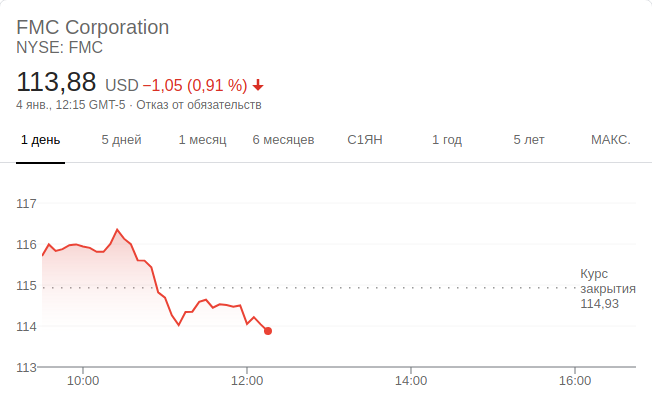 FMC Corporation
NYSE: FMC
113,88 USD −1,05 (0,91 %)
4 янв., 12:15 GMT-5 · Отказ от обязательств
1 день 5 дней 1 месяц 6 месяцев С1ЯН 1 год 5 лет МАКС.
117
116
115
114
113
Курс
закрытия
114,93
10:00 12:00 14:00 16:00